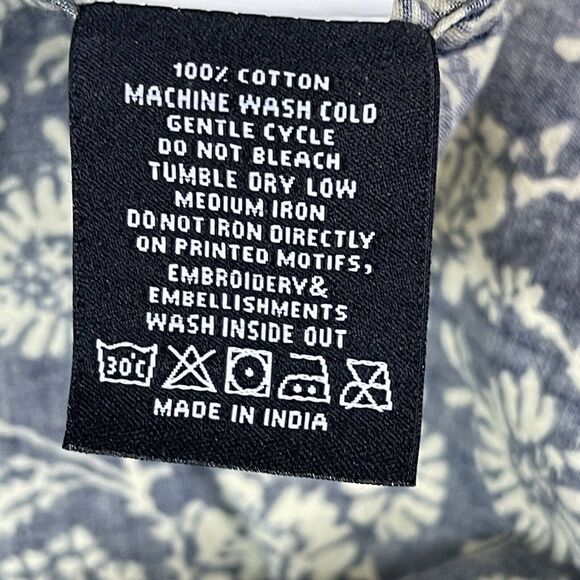 100% COTTON
MACHINE WASH COLD
GENTLE CYCLE
DO NOT BLEACH
TUMBLE DRY LOW
MEDIUM IRON
DO NOT IRON DIRECTLY
ON PRINTED MOTIFS,
EMBROIDERY&
EMBELLISHMENTS
WASH INSIDE OUT
30°C
MADE IN INDIA